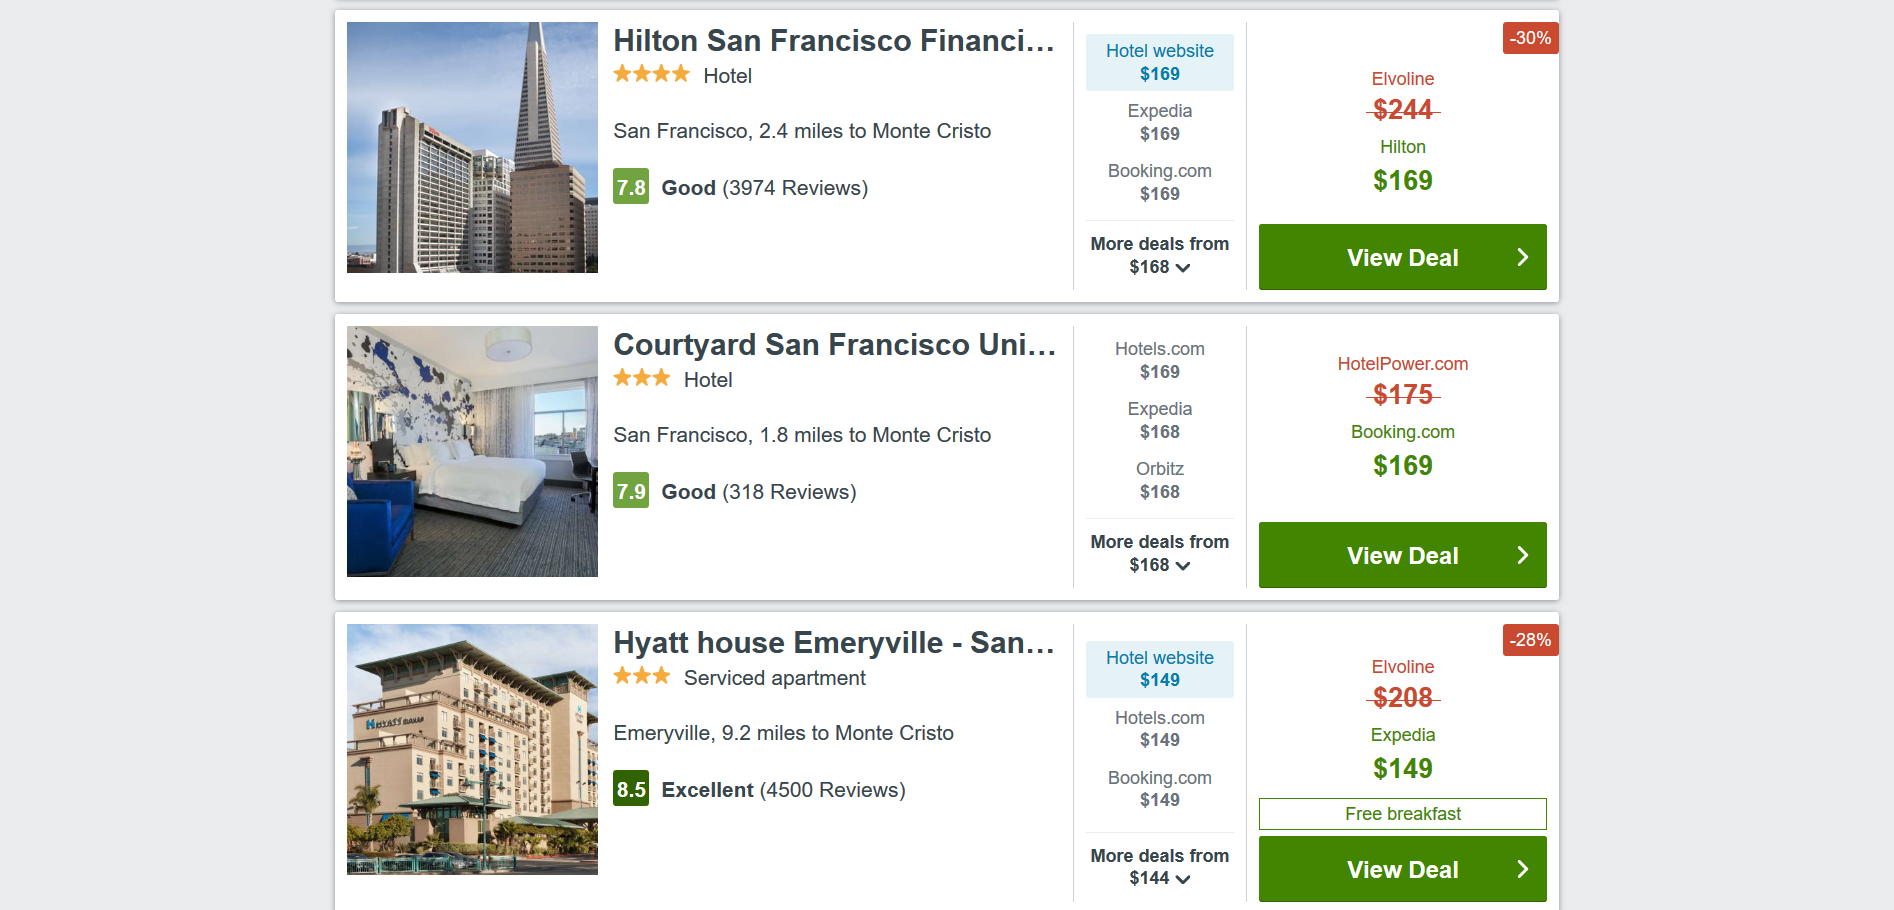 Hilton San Francisco Financi...
Hotel
San Francisco, 2.4 miles to Monte Cristo
7.8 Good (3974 Reviews)
Hotel website
$169
Expedia
$169
Booking.com
$169
More deals from
$168
-30%
Elvoline
$244
Hilton
$169
View Deal
Courtyard San Francisco Uni...
Hotel
San Francisco, 1.8 miles to Monte Cristo
7.9 Good (318 Reviews)
Hotels.com
$169
Expedia
$168
Orbitz
$168
More deals from
$168
HotelPower.com
$175
Booking.com
$169
View Deal
HYATT house
Hyatt house Emeryville - San...
Serviced apartment
Emeryville, 9.2 miles to Monte Cristo
8.5 Excellent (4500 Reviews)
Hotel website
$149
Hotels.com
$149
Booking.com
$149
More deals from
$144
-28%
Elvoline
$208
Expedia
$149
Free breakfast
View Deal